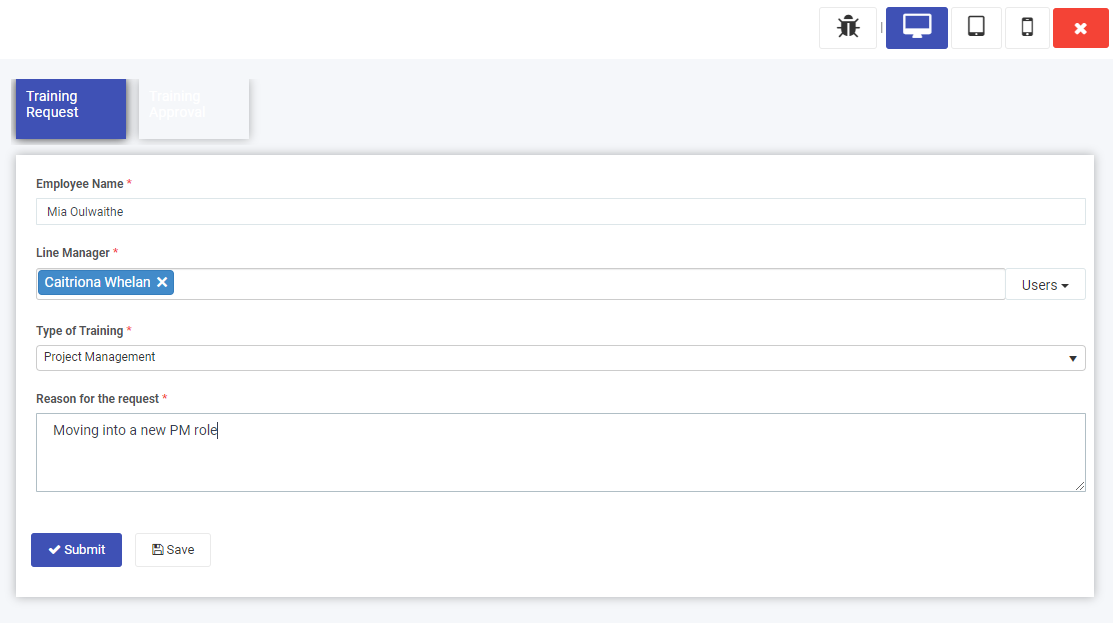 Training
Request
Training
Approval
Employee Name *
Mia Oulwaithe
Line Manager *
Caitriona Whelan
Users
Type of Training *
Project Management
Reason for the request *
Moving into a new PM role
Submit
Save